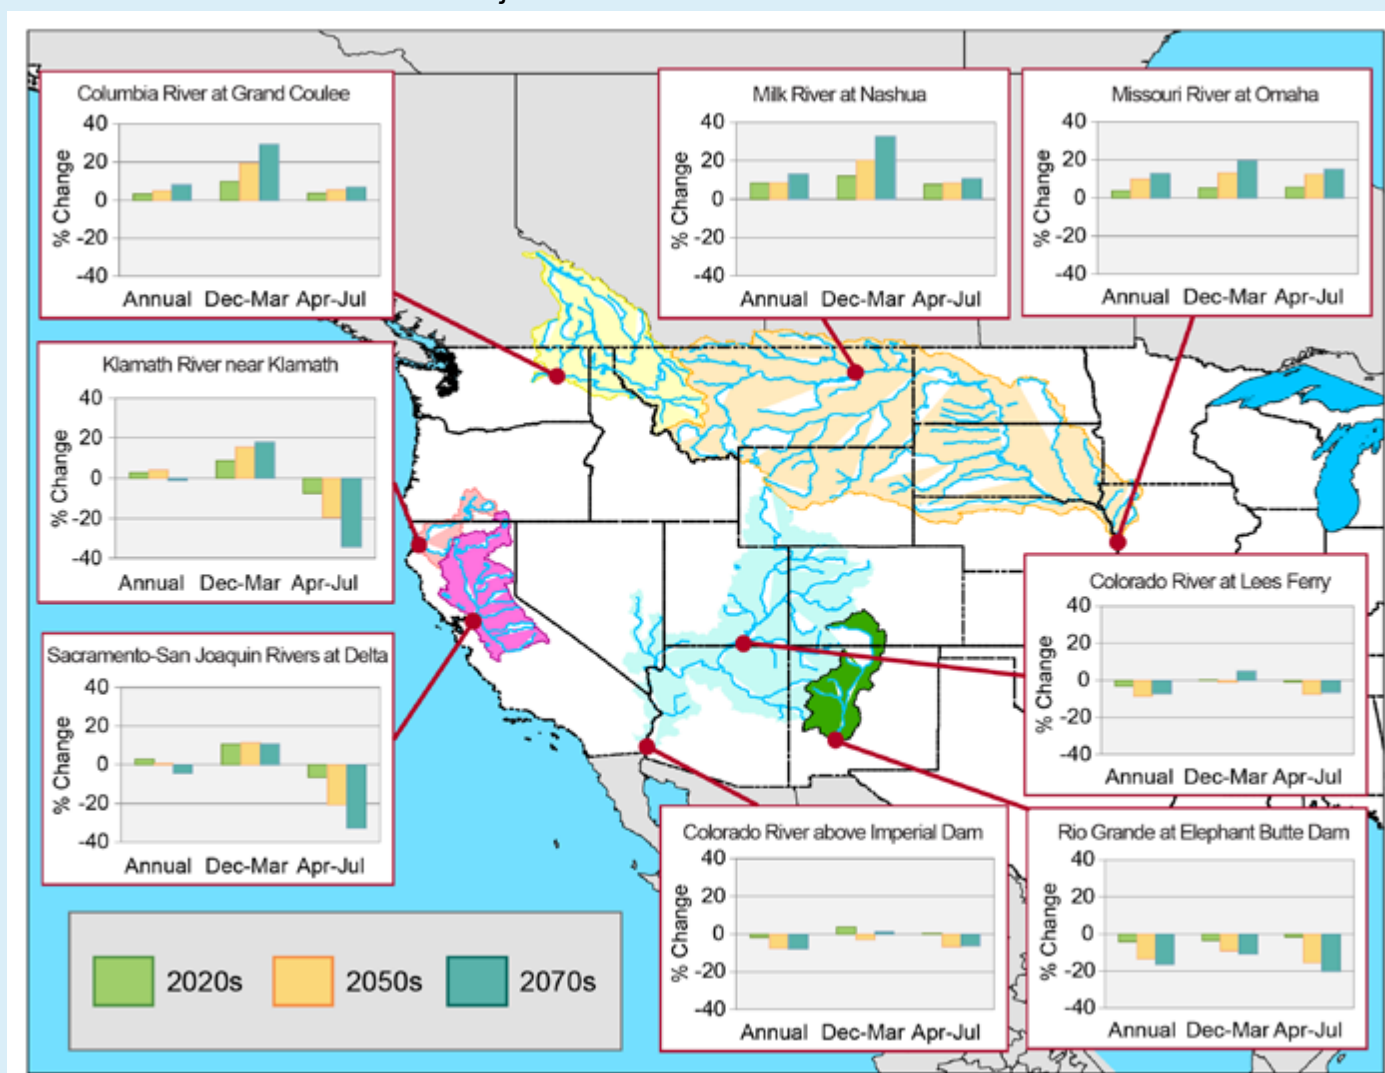 Columbia River at Grand Coulee
% Change
40
20
0
-20
-40
Annual Dec-Mar Apr-Jul
Milk River at Nashua
% Change
40
20
0
-20
-40
Annual Dec-Mar Apr-Jul
Missouri River at Omaha
% Change
40
20
0
-20
-40
Annual Dec-Mar Apr-Jul
Klamath River near Klamath
% Change
40
20
0
-20
-40
Annual Dec-Mar Apr-Jul
Colorado River at Lees Ferry
% Change
40
20
0
-20
-40
Annual Dec-Mar Apr-Jul
Sacramento-San Joaquin Rivers at Delta
% Change
40
20
0
-20
-40
Annual Dec-Mar Apr-Jul
Colorado River above Imperial Dam
% Change
40
20
0
-20
-40
Annual Dec-Mar Apr-Jul
Rio Grande at Elephant Butte Dam
% Change
40
20
0
-20
-40
Annual Dec-Mar Apr-Jul
2020s 2050s 2070s